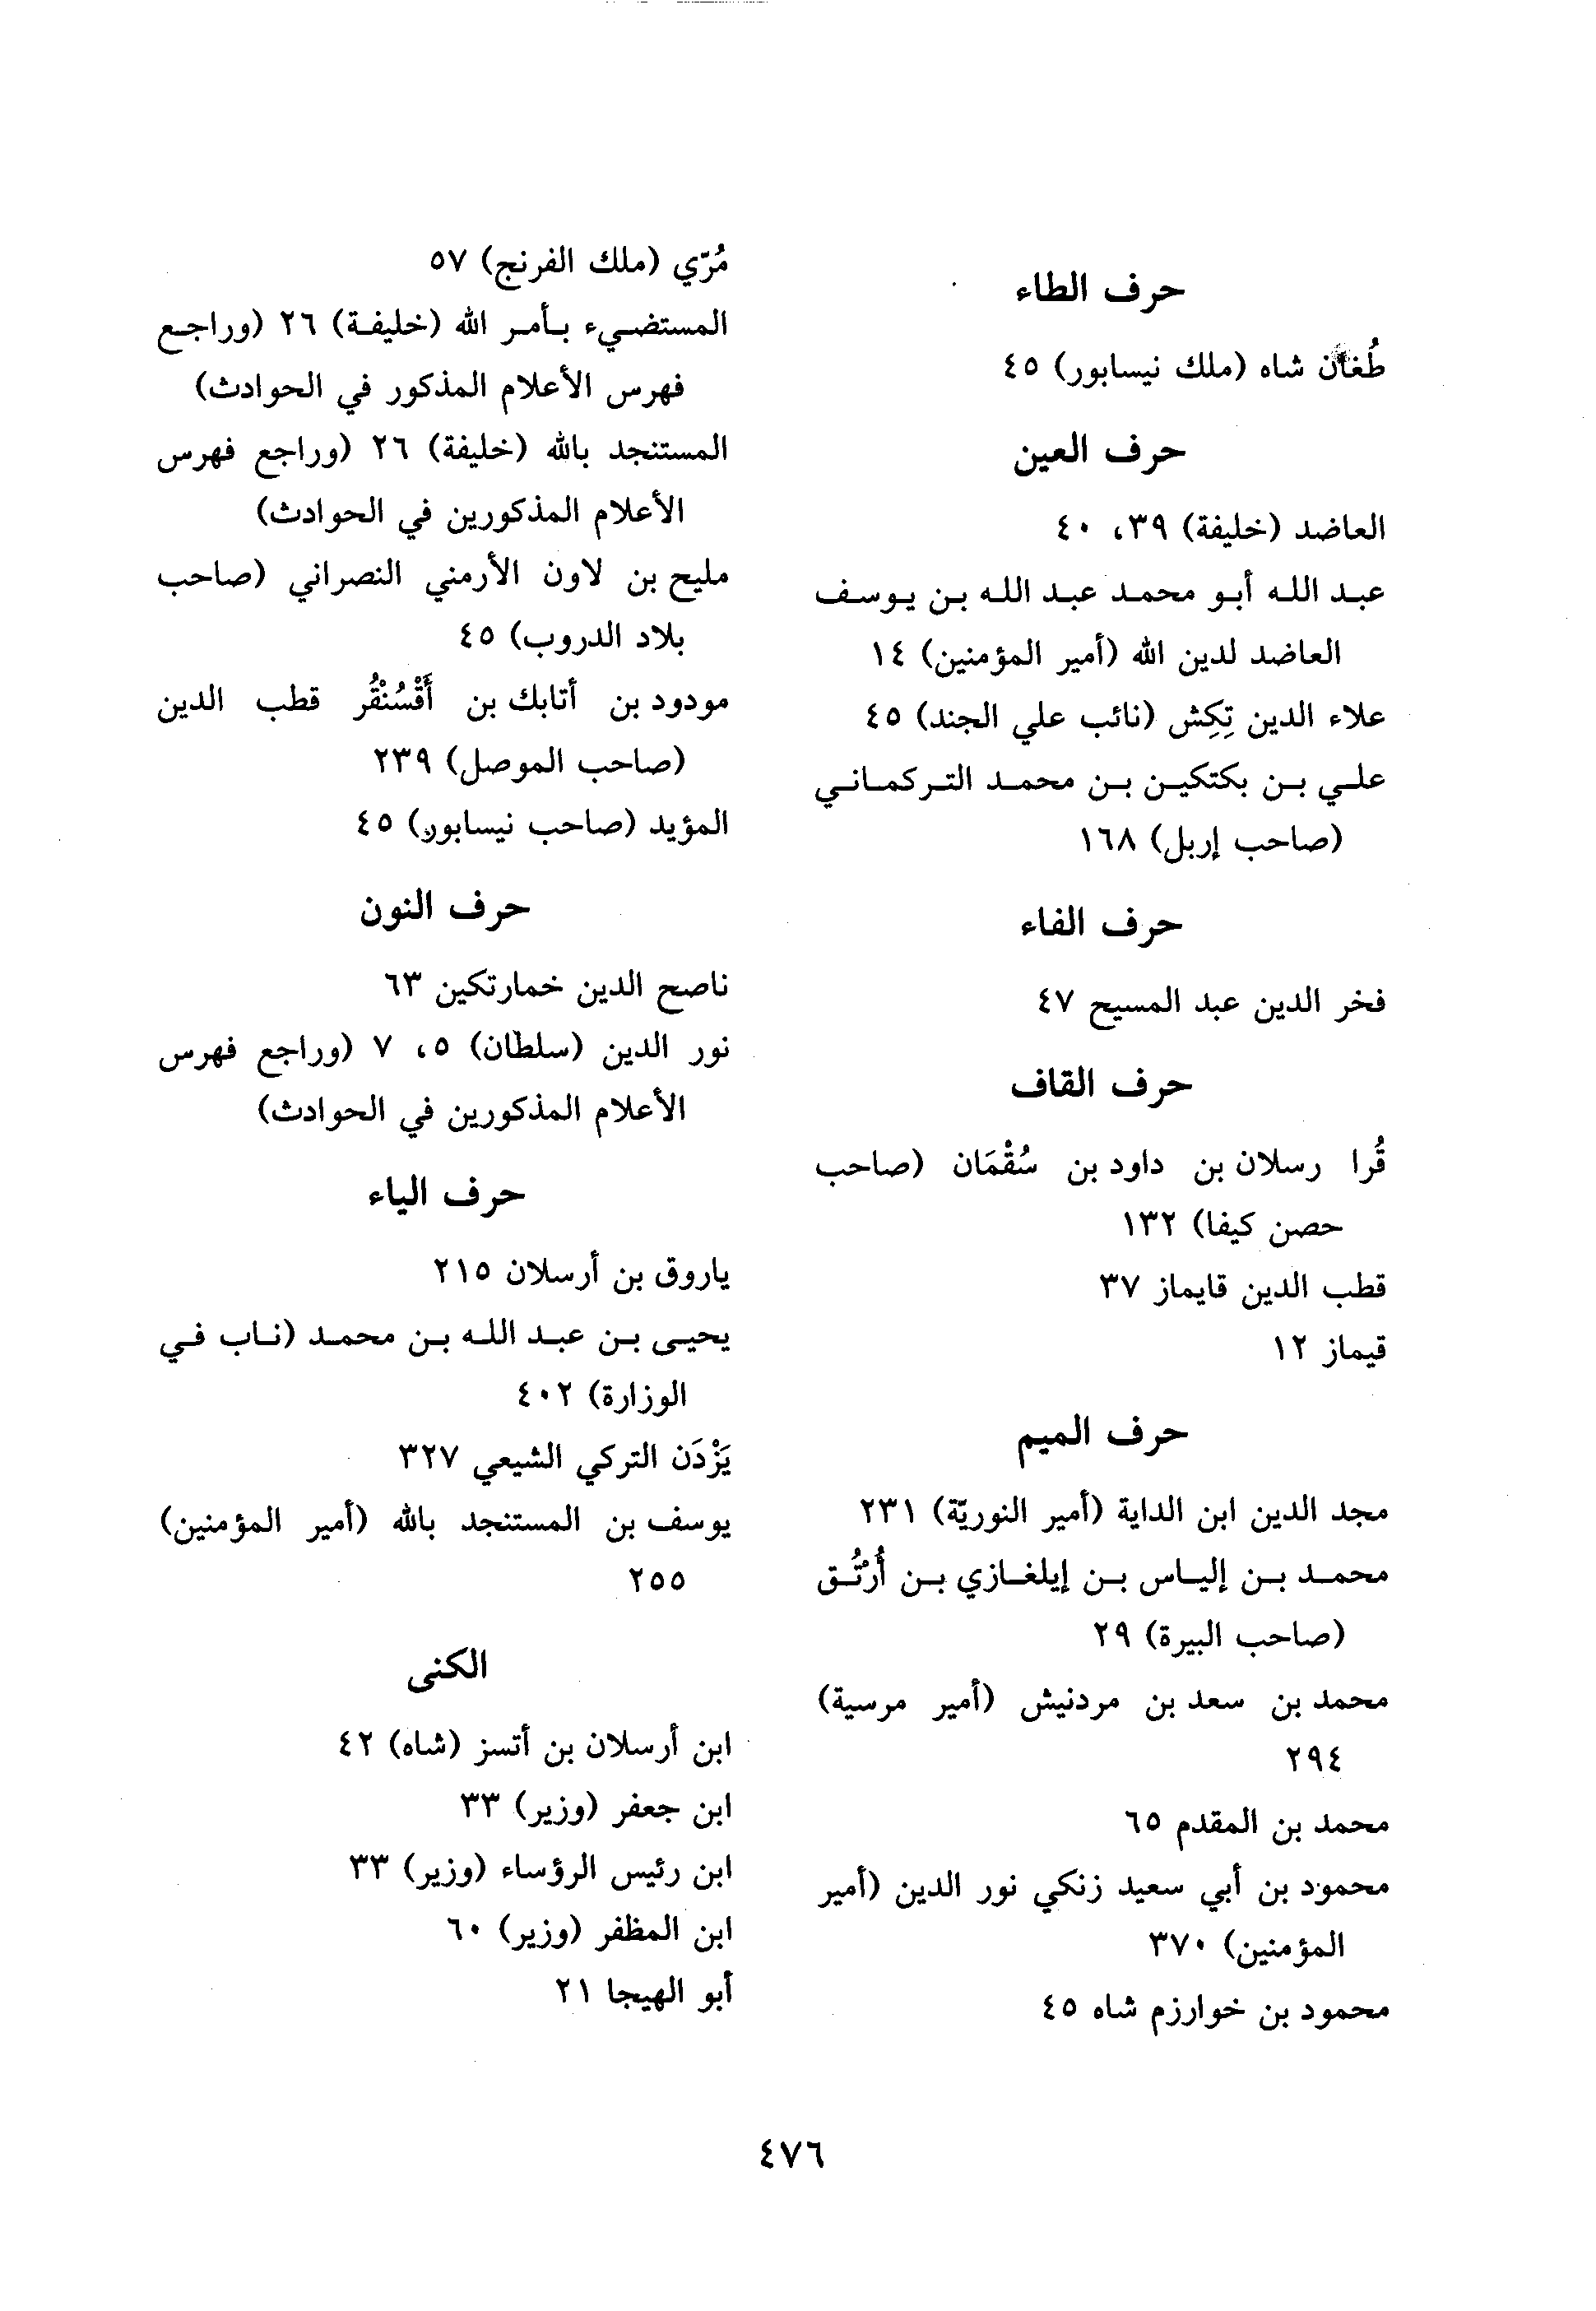 حرف الطاء
طُغان شاه (ملك نيسابور) ٤٥
حرف العين
العاضد (خليفة) ٣٩، ٤٠
عبد الله أبو محمد عبد الله بن يوسف
العاضد لدين الله (أمير المؤمنين) ١٤
علاء الدين تِكِش (نائب علي الجند) ٤٥
علي بن بكتكين بن محمد التركماني
(صاحب إربل) ١٦٨
حرف الفاء
فخر الدين عبد المسيح ٤٧
حرف القاف
قُرا رسلان بن داود بن سُقْمَان (صاحب
حصن كيفا) ١٣٢
قطب الدين قايماز ٣٧
قيماز ١٢
حرف الميم
مجد الدين ابن الداية (أمير النوريّة) ٢٣١
محمد بن إلياس بن إيلغازي بن أُرْتُق
(صاحب البيرة) ٢٩
محمد بن سعد بن مردنيش (أمير مرسية)
٢٩٤
محمد بن المقدم ٦٥
محمود بن أبي سعيد زنكي نور الدين (أمير
المؤمنين) ٣٧٠
محمود بن خوارزم شاه ٤٥
مُرّي (ملك الفرنج) ٥٧
المستضيء بأمر الله (خليفة) ٢٦ (وراجع
فهرس الأعلام المذكور في الحوادث)
المستنجد بالله (خليفة) ٢٦ (وراجع فهرس
الأعلام المذكورين في الحوادث)
مليح بن لاون الأرمني النصراني (صاحب
بلاد الدروب) ٤٥
مودود بن أتابك بن أَقْسُنْقُر قطب الدين
(صاحب الموصل) ٢٣٩
المؤيد (صاحب نيسابور) ٤٥
حرف النون
ناصح الدين خمارتكين ٦٣
نور الدين (سلطان) ٥، ٧ (وراجع فهرس
الأعلام المذكورين في الحوادث)
حرف الياء
ياروق بن أرسلان ٢١٥
يحيى بن عبد الله بن محمد (ناب في
الوزارة) ٤٠٢
يَزْدَن التركي الشيعي ٣٢٧
يوسف بن المستنجد بالله (أمير المؤمنين)
٢٥٥
الكنى
ابن أرسلان بن أتسز (شاه) ٤٢
ابن جعفر (وزير) ٣٣
ابن رئيس الرؤساء (وزير) ٣٣
ابن المظفر (وزير) ٦٠
أبو الهيجا ٢١
٤٧٦